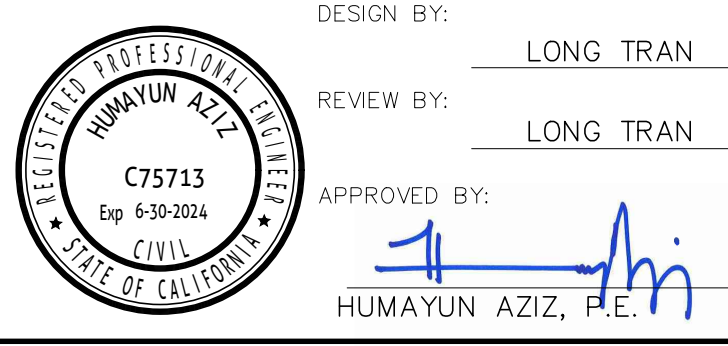 REGISTERED PROFESSIONAL ENGINEER
HUMAYUN AZIZ
C75713
Exp 6-30-2024
CIVIL
STATE OF CALIFORNIA
DESIGN BY:
LONG TRAN
REVIEW BY:
LONG TRAN
APPROVED BY:
HUMAYUN AZIZ, P.E.